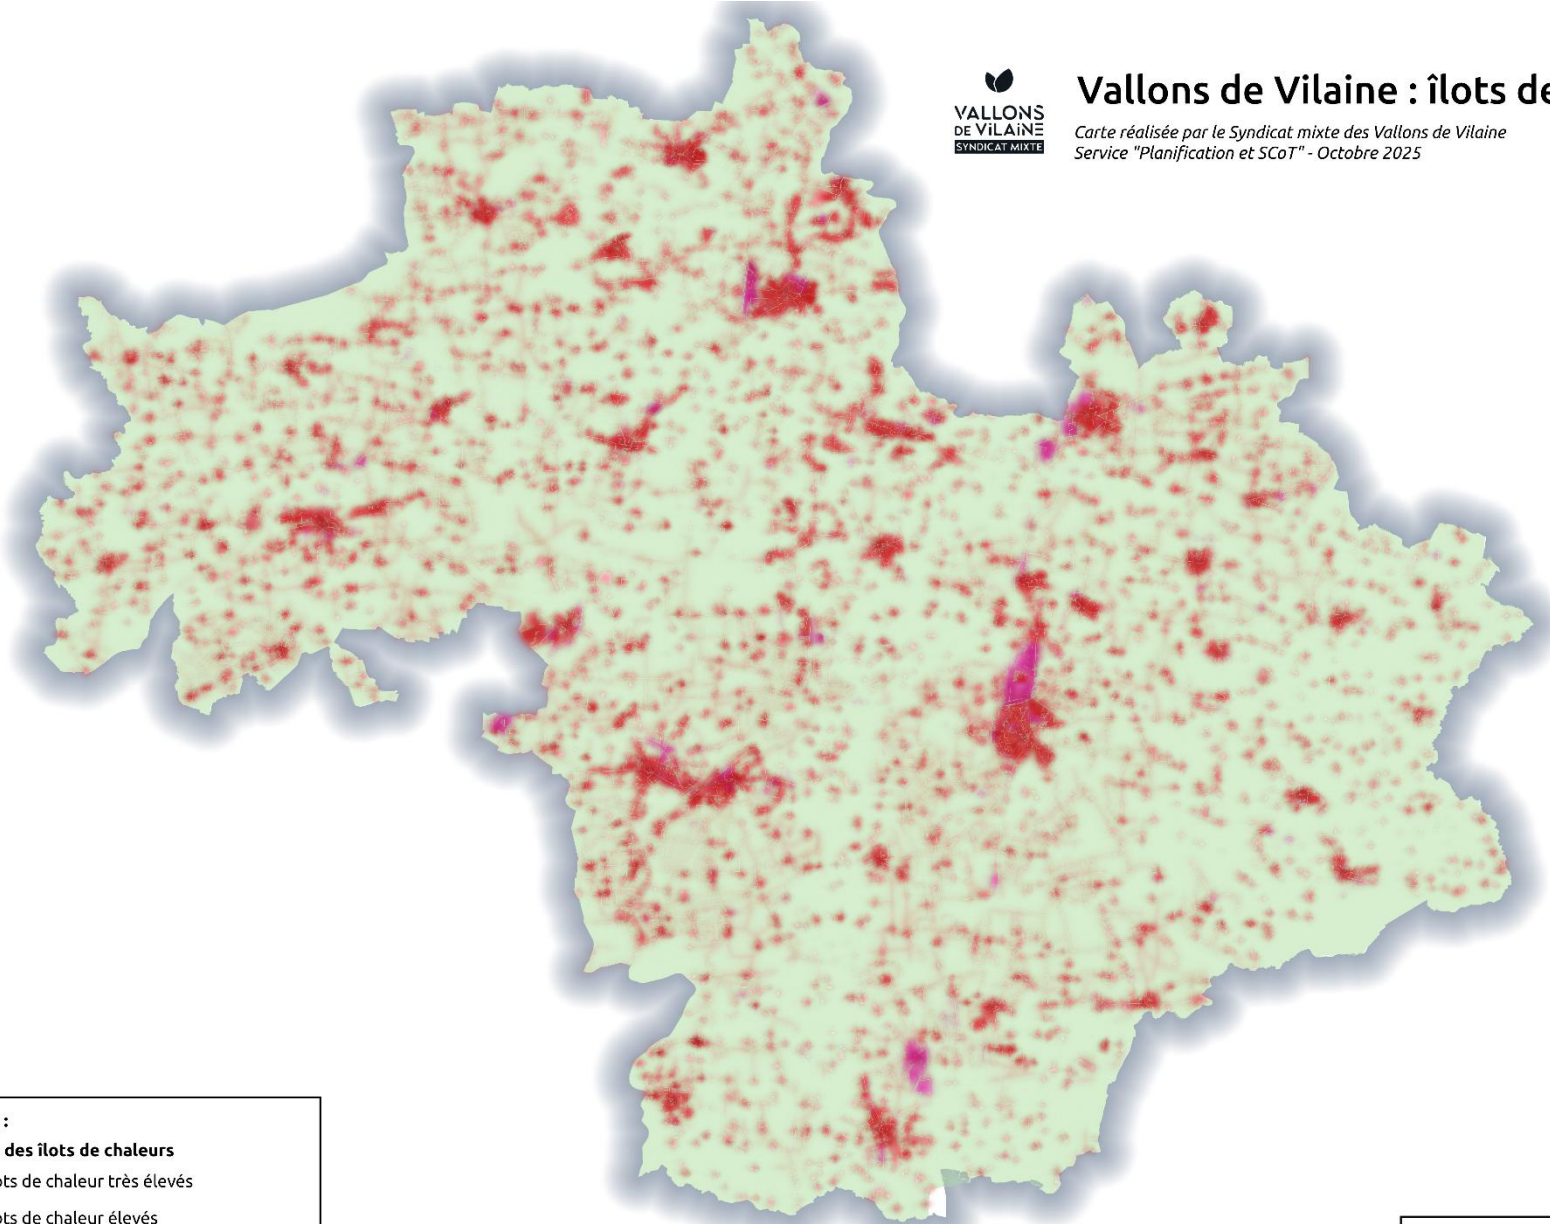 VALLONS
DE VILAINE
SYNDICAT MIXTE
Vallons de Vilaine : îlots de
Carte réalisée par le Syndicat mixte des Vallons de Vilaine
Service "Planification et SCoT" - Octobre 2025
:
des îlots de chaleurs
ots de chaleur très élevés
ots de chaleur élevés